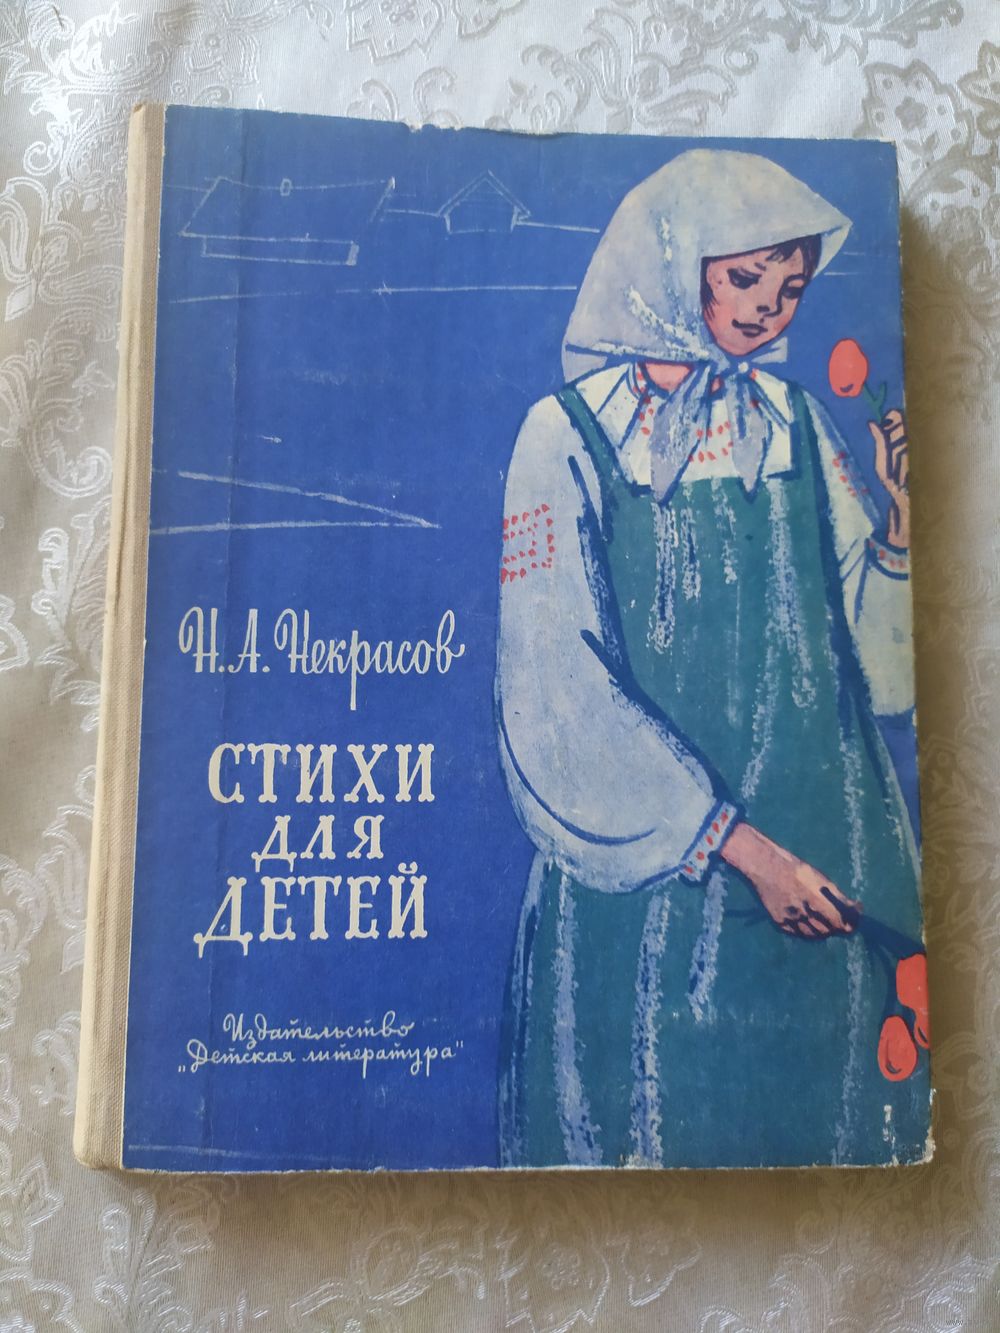 Н.А. Некрасов
СТИХИ
ДЛЯ
ДЕТЕЙ
Издательство
„Детская литература"